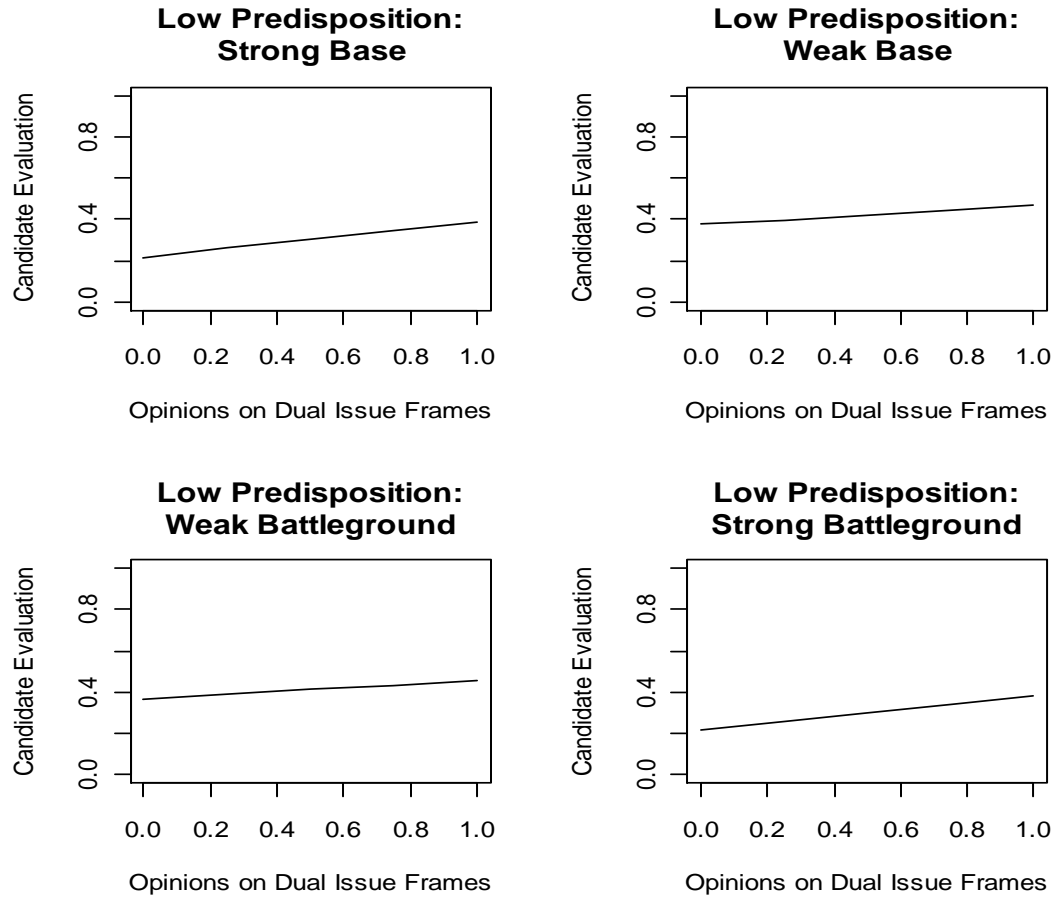 Low Predisposition:
Strong Base
Candidate Evaluation
0.8
0.4
0.0
0.0 0.2 0.4 0.6 0.8 1.0
Opinions on Dual Issue Frames
Low Predisposition:
Weak Base
Candidate Evaluation
0.8
0.4
0.0
0.0 0.2 0.4 0.6 0.8 1.0
Opinions on Dual Issue Frames
Low Predisposition:
Weak Battleground
Candidate Evaluation
0.8
0.4
0.0
0.0 0.2 0.4 0.6 0.8 1.0
Opinions on Dual Issue Frames
Low Predisposition:
Strong Battleground
Candidate Evaluation
0.8
0.4
0.0
0.0 0.2 0.4 0.6 0.8 1.0
Opinions on Dual Issue Frames